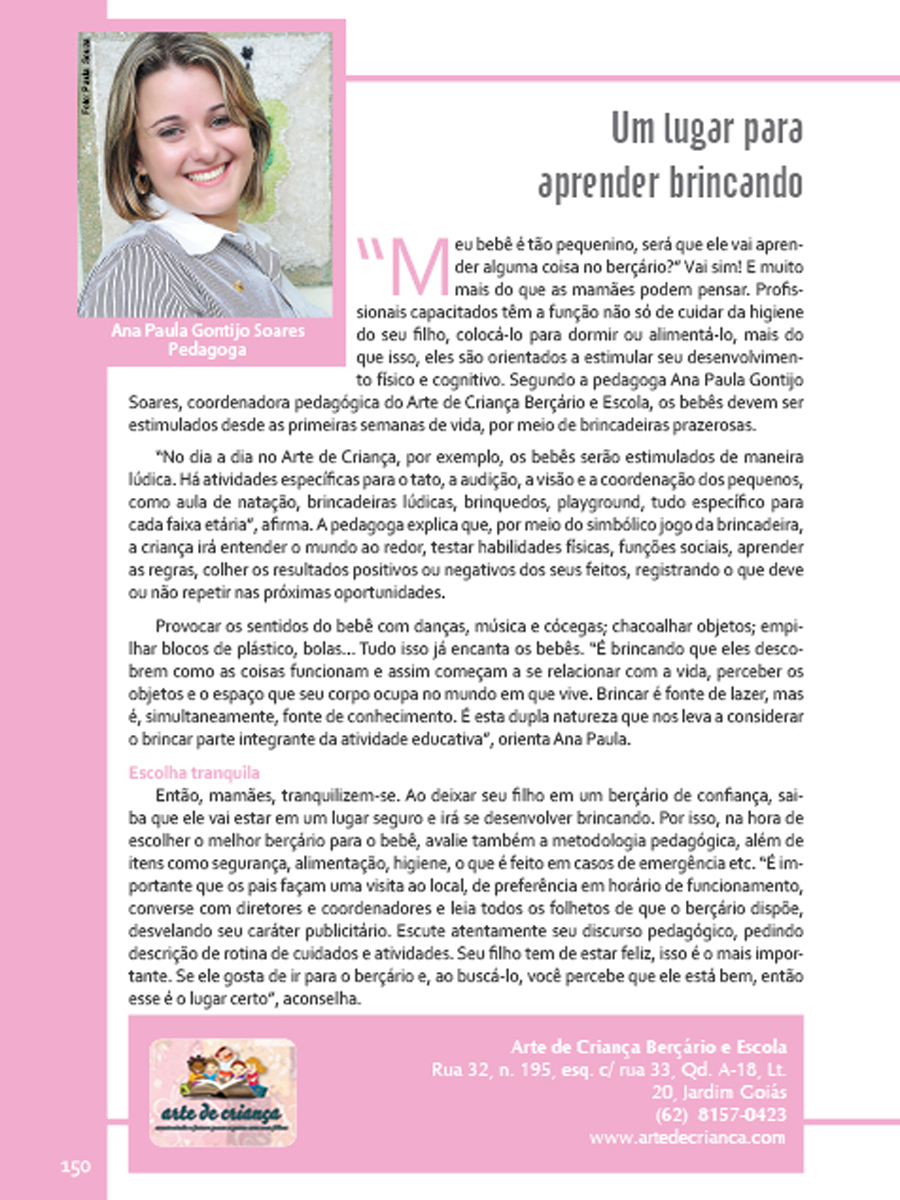 Foto: Paula Souza
Ana Paula Gontijo Soares
Pedagoga
Um lugar para
aprender brincando
“Meu bebê é tão pequenino, será que ele vai apren-
der alguma coisa no berçário?” Vai sim! E muito
mais do que as mamães podem pensar. Profis-
sionais capacitados têm a função não só de cuidar da higiene
do seu filho, colocá-lo para dormir ou alimentá-lo, mais do
que isso, eles são orientados a estimular seu desenvolvimen-
to físico e cognitivo. Segundo a pedagoga Ana Paula Gontijo
Soares, coordenadora pedagógica do Arte de Criança Berçário e Escola, os bebês devem ser
estimulados desde as primeiras semanas de vida, por meio de brincadeiras prazerosas.
“No dia a dia no Arte de Criança, por exemplo, os bebês serão estimulados de maneira
lúdica. Há atividades específicas para o tato, a audição, a visão e a coordenação dos pequenos,
como aula de natação, brincadeiras lúdicas, brinquedos, playground, tudo específico para
cada faixa etária”, afirma. A pedagoga explica que, por meio do simbólico jogo da brincadeira,
a criança irá entender o mundo ao redor, testar habilidades físicas, funções sociais, aprender
as regras, colher os resultados positivos ou negativos dos seus feitos, registrando o que deve
ou não repetir nas próximas oportunidades.
Provocar os sentidos do bebê com danças, música e cócegas; chacoalhar objetos; empi-
lhar blocos de plástico, bolas... Tudo isso já encanta os bebês. “É brincando que eles desco-
brem como as coisas funcionam e assim começam a se relacionar com a vida, perceber os
objetos e o espaço que seu corpo ocupa no mundo em que vive. Brincar é fonte de lazer, mas
é, simultaneamente, fonte de conhecimento. É esta dupla natureza que nos leva a considerar
o brincar parte integrante da atividade educativa”, orienta Ana Paula.
Escolha tranquila
Então, mamães, tranquilizem-se. Ao deixar seu filho em um berçário de confiança, sai-
ba que ele vai estar em um lugar seguro e irá se desenvolver brincando. Por isso, na hora de
escolher o melhor berçário para o bebê, avalie também a metodologia pedagógica, além de
itens como segurança, alimentação, higiene, o que é feito em casos de emergência etc. “É im-
portante que os pais façam uma visita ao local, de preferência em horário de funcionamento,
converse com diretores e coordenadores e leia todos os folhetos de que o berçário dispõe,
desvelando seu caráter publicitário. Escute atentamente seu discurso pedagógico, pedindo
descrição de rotina de cuidados e atividades. Seu filho tem de estar feliz, isso é o mais impor-
tante. Se ele gosta de ir para o berçário e, ao buscá-lo, você percebe que ele está bem, então
esse é o lugar certo”, aconselha.
arte de criança
Arte de Criança Berçário e Escola
Rua 32, n. 195, esq. c/ rua 33, Qd. A-18, Lt.
20, Jardim Goiás
(62) 8157-0423
www.artedecrianca.com
150